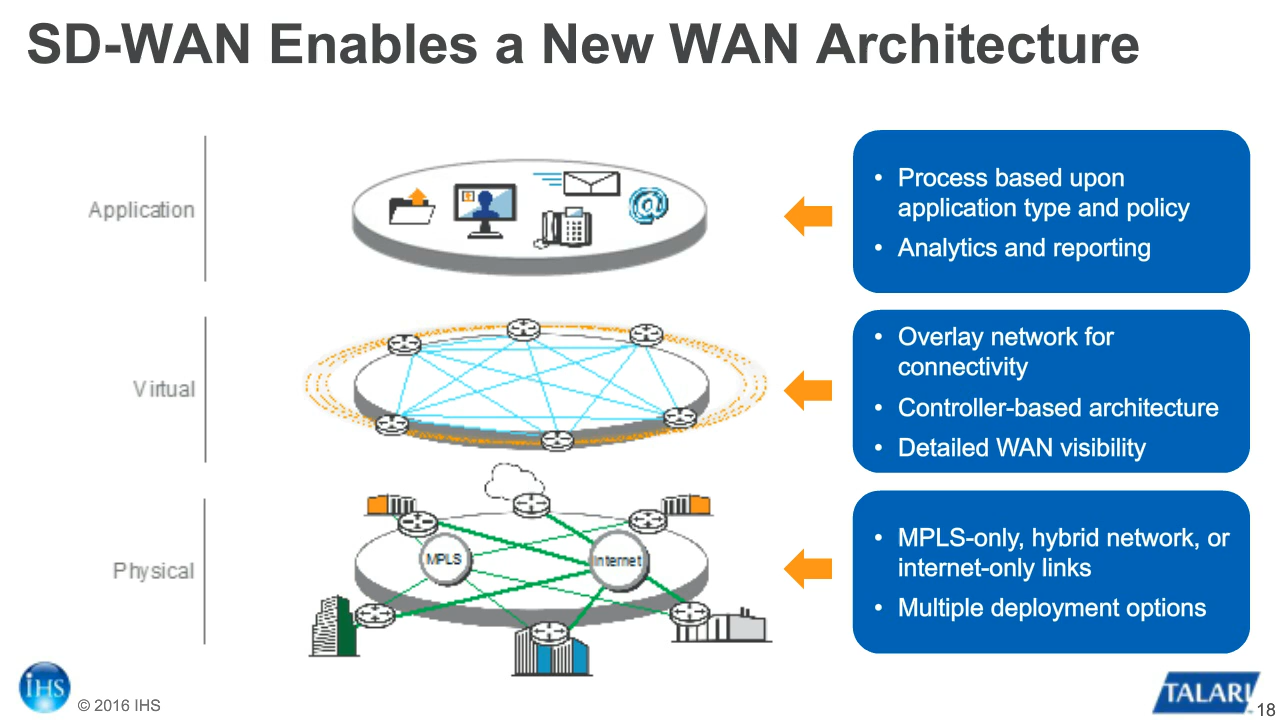 SD-WAN Enables a New WAN Architecture
Application
• Process based upon
application type and policy
• Analytics and reporting
Virtual
• Overlay network for
connectivity
• Controller-based architecture
• Detailed WAN visibility
Physical
MPLS
Internet
• MPLS-only, hybrid network, or
internet-only links
• Multiple deployment options
IHS
© 2016 IHS
TALARI
18